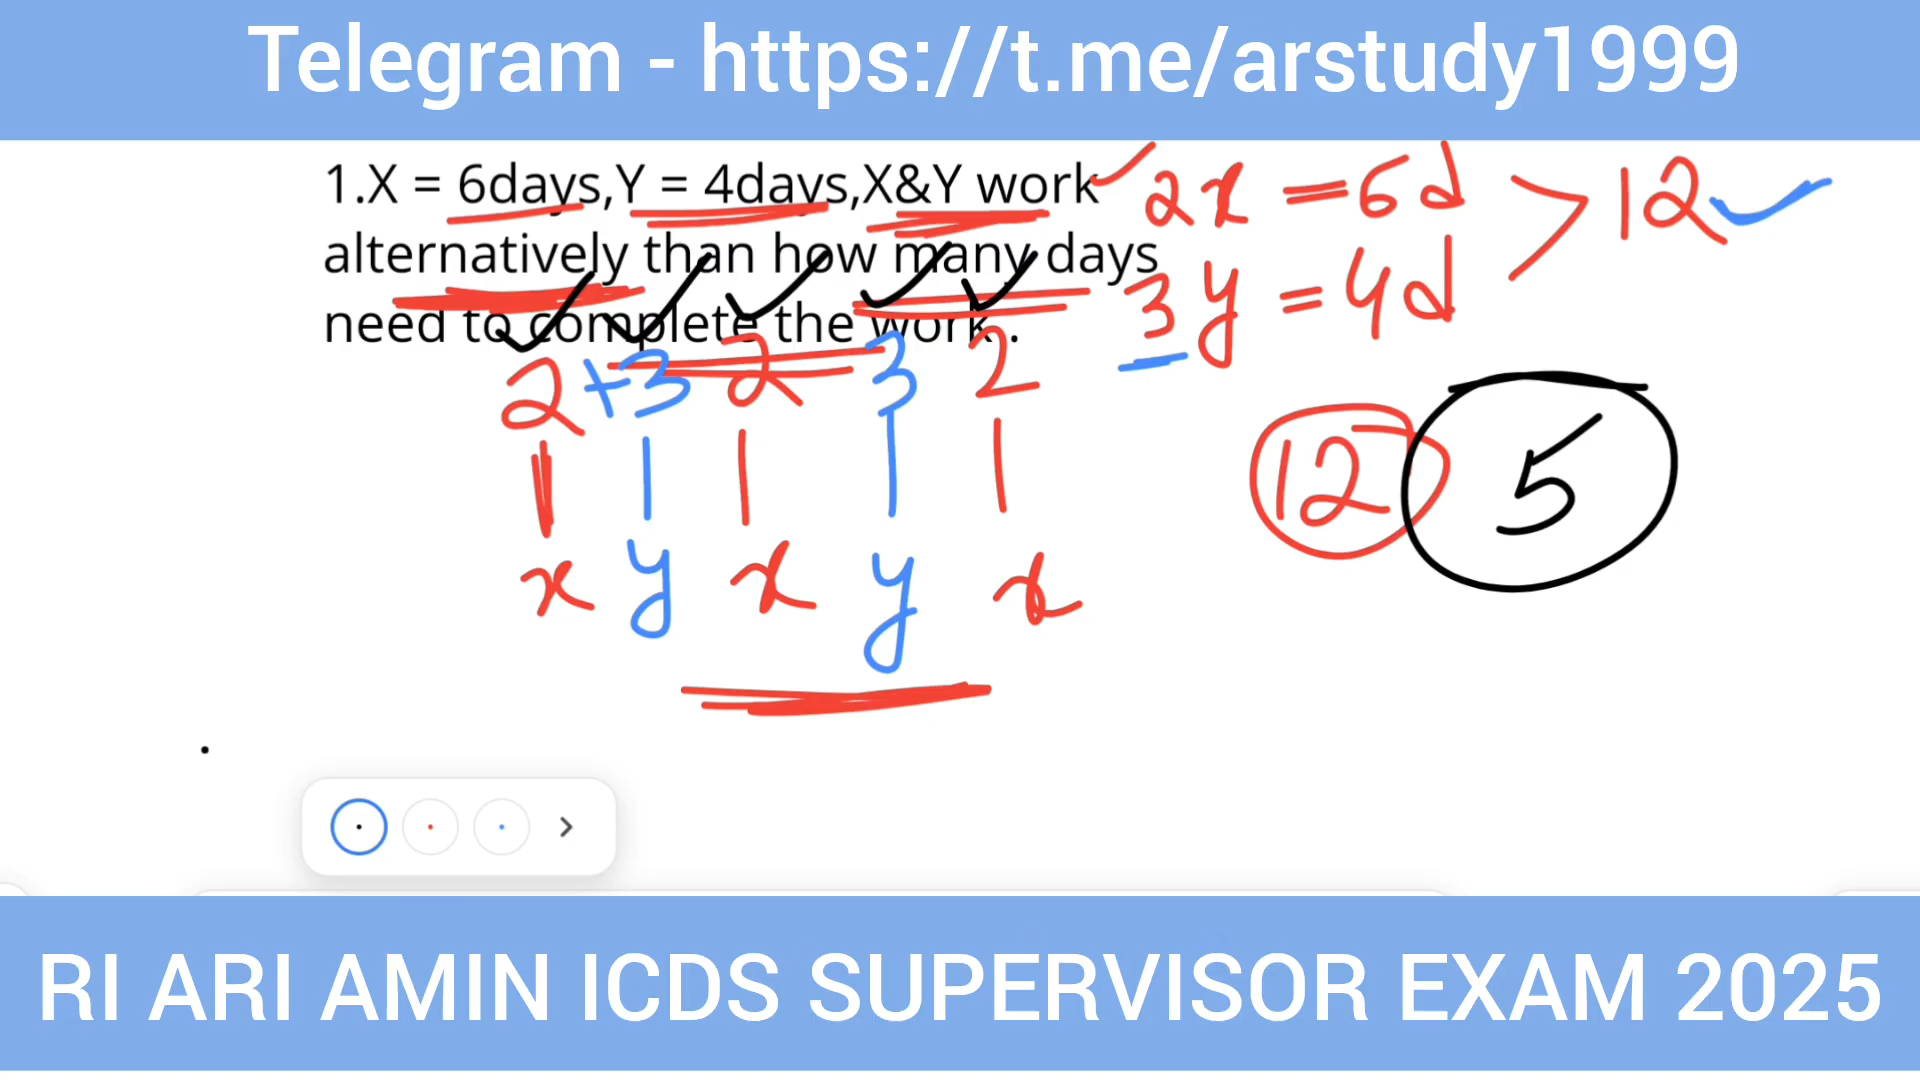 Telegram - https://t.me/arstudy1999
1.X = 6days,Y = 4days,X&Y work
alternatively than how many days
need to complete the work .
2x = 6d > 12
3y = 4d
2 + 3 2 3 2
x y x y x
12 5
RI ARI AMIN ICDS SUPERVISOR EXAM 2025